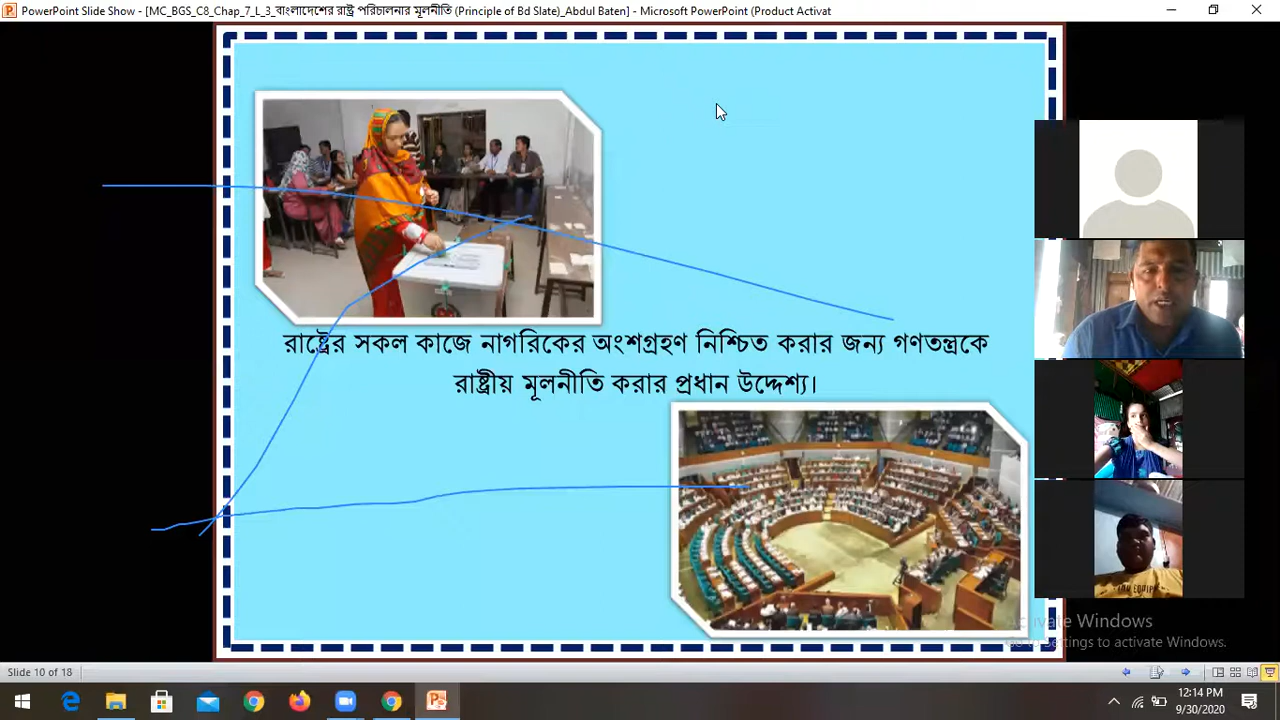 PowerPoint Slide Show - [MC_BGS_C8_Chap_7_L_3_বাংলাদেশের রাষ্ট্র পরিচালনার মূলনীতি (Principle of Bd Slate)_Abdul Baten] - Microsoft PowerPoint (Product Activat
রাষ্ট্রের সকল কাজে নাগরিকের অংশগ্রহণ নিশ্চিত করার জন্য গণতন্ত্রকে
রাষ্ট্রীয় মূলনীতি করার প্রধান উদ্দেশ্য।
Activate Windows
Go to Settings to activate Windows.
Slide 10 of 18
12:14 PM
9/30/2020